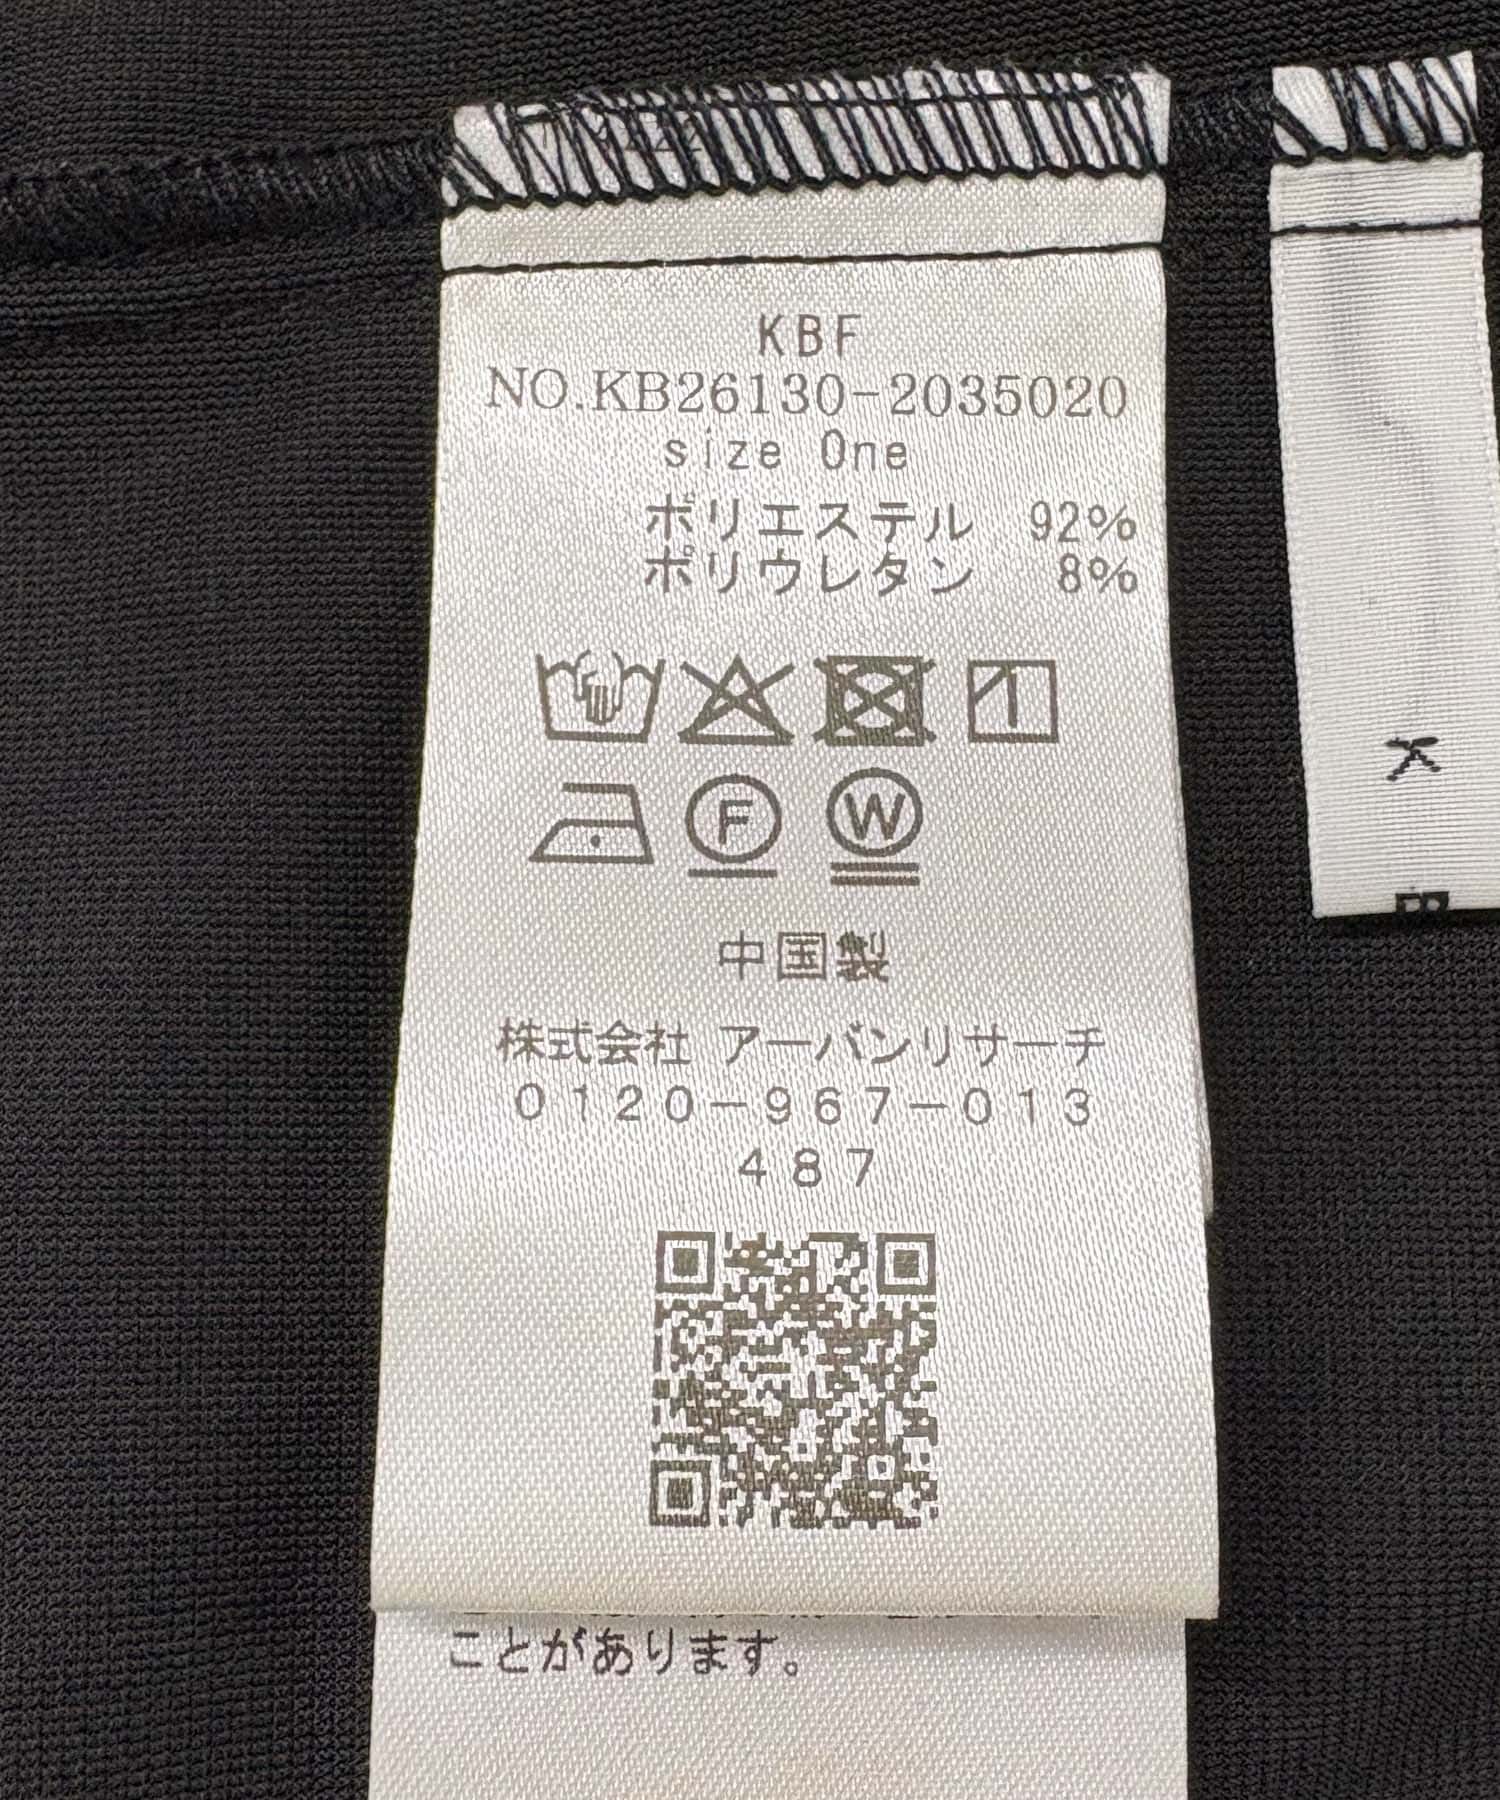 KBF
NO.KB26130-2035020
size One
ポリエステル 92%
ポリウレタン 8%
F W
中国製
株式会社 アーバンリサーチ
0120-967-013
487
ことがあります。